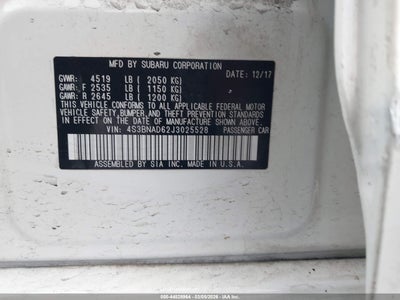 MFD BY SUBARU CORPORATION DATE: 12/17
GVWR: 4519 LB ( 2050 KG)
GAWR: F 2535 LB ( 1150 KG)
GAWR: R 2645 LB ( 1200 KG)
THIS VEHICLE CONFORMS TO ALL APPLICABLE FEDERAL MOTOR
VEHICLE SAFETY, BUMPER, AND THEFT PREVENTION STANDARDS
IN EFFECT ON THE DATE OF MANUFACTURE SHOWN ABOVE.
VIN: 4S3BNAD62J3025528 PASSENGER CAR
ASSEMBLED BY SIA INC. MADE IN U.S.A.